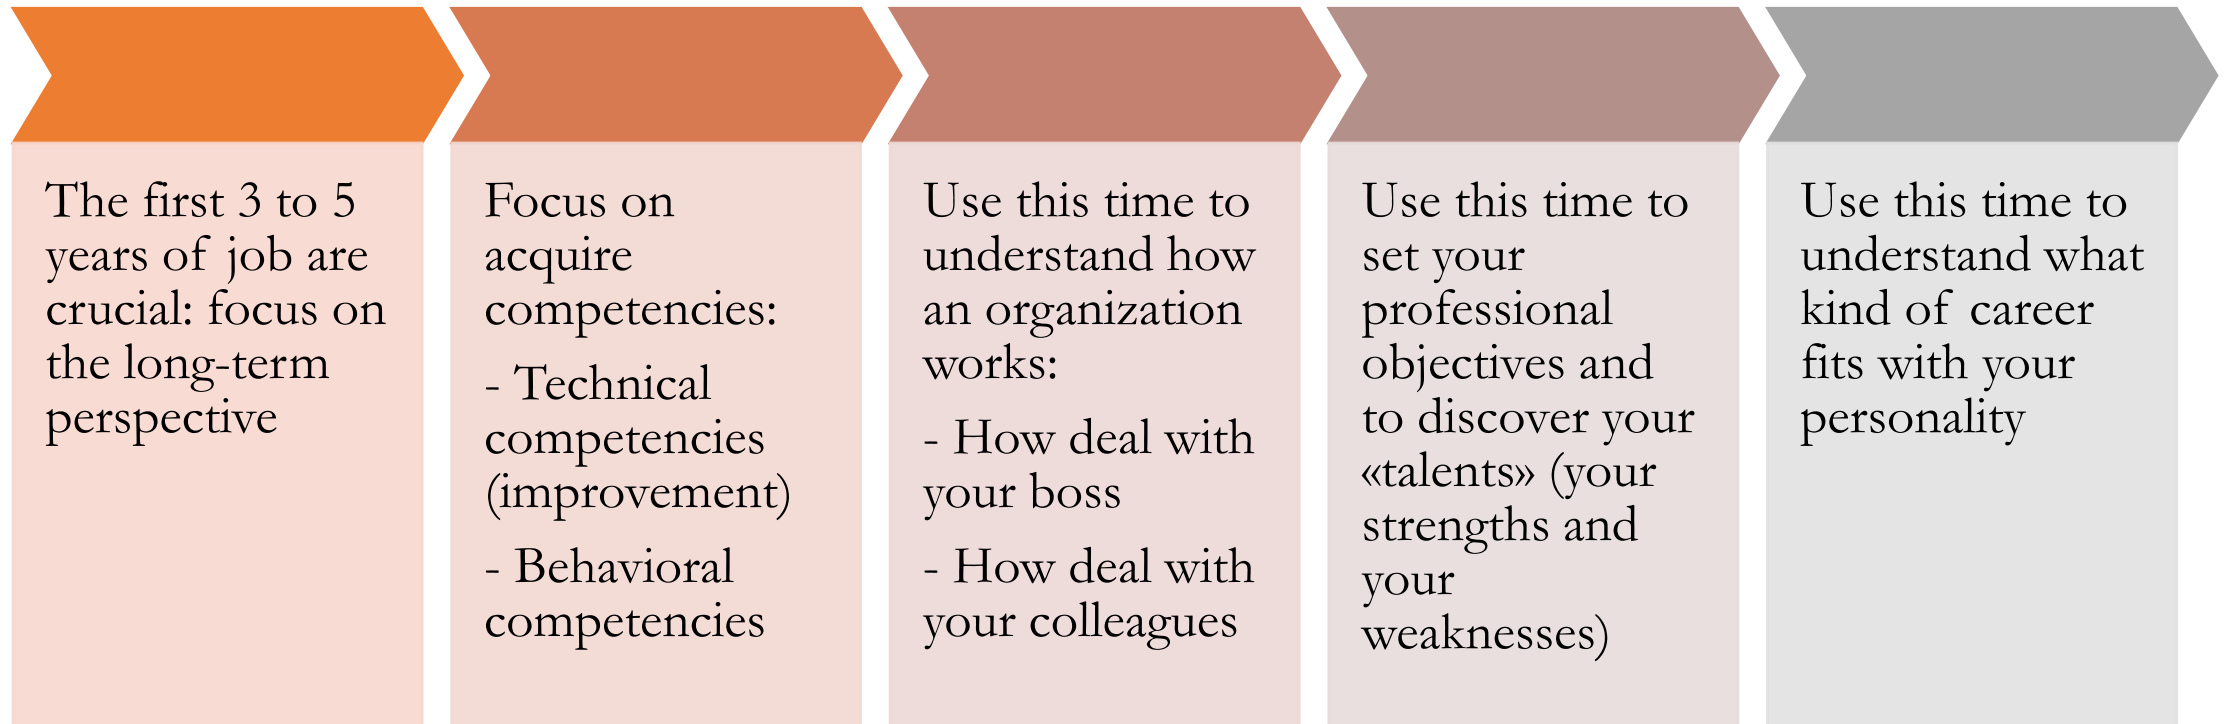 The first 3 to 5
years of job are
crucial: focus on
the long-term
perspective
Focus on
acquire
competencies:
- Technical
competencies
(improvement)
- Behavioral
competencies
Use this time to
understand how
an organization
works:
- How deal with
your boss
- How deal with
your colleagues
Use this time to
set your
professional
objectives and
to discover your
«talents» (your
strengths and
your
weaknesses)
Use this time to
understand what
kind of career
fits with your
personality